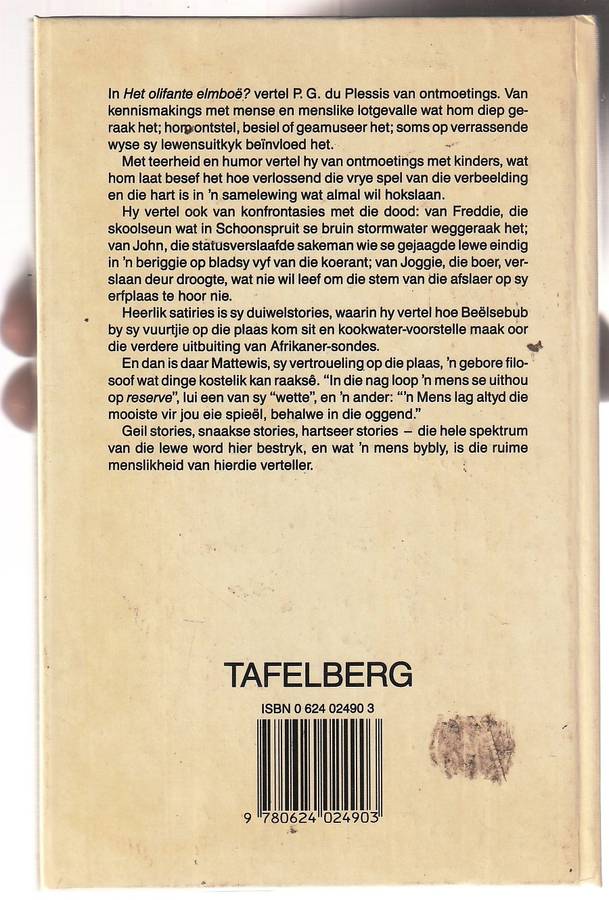 In Het olifante elmboë? vertel P. G. du Plessis van ontmoetings. Van
kennismakings met mense en menslike lotgevalle wat hom diep ge-
raak het; hom ontstel, besiel of geamuseer het; soms op verrassende
wyse sy lewensuitkyk beïnvloed het.
Met teerheid en humor vertel hy van ontmoetings met kinders, wat
hom laat besef het hoe verlossend die vrye spel van die verbeelding
en die hart is in 'n samelewing wat almal wil hokslaan.
Hy vertel ook van konfrontasies met die dood: van Freddie, die
skoolseun wat in Schoonspruit se bruin stormwater weggeraak het;
van John, die statusverslaafde sakeman wie se gejaagde lewe eindig
in 'n beriggie op bladsy vyf van die koerant; van Joggie, die boer, ver-
slaan deur droogte, wat nie wil leef om die stem van die afslaer op sy
erfplaas te hoor nie.
Heerlik satiries is sy duiwelstories, waarin hy vertel hoe Beëlsebub
by sy vuurtjie op die plaas kom sit en kookwater-voorstelle maak oor
die verdere uitbuiting van Afrikaner-sondes.
En dan is daar Mattewis, sy vertroueling op die plaas, 'n gebore filo-
soof wat dinge kostelik kan raaksê. "In die nag loop 'n mens se uithou
op reserve", lui een van sy "wette", en 'n ander: "'n Mens lag altyd die
mooiste vir jou eie spieël, behalwe in die oggend."
Geil stories, snaakse stories, hartseer stories – die hele spektrum
van die lewe word hier bestryk, en wat 'n mens bybly, is die ruime
menslikheid van hierdie verteller.
TAFELBERG
ISBN 0 624 02490 3
9 780624 024903